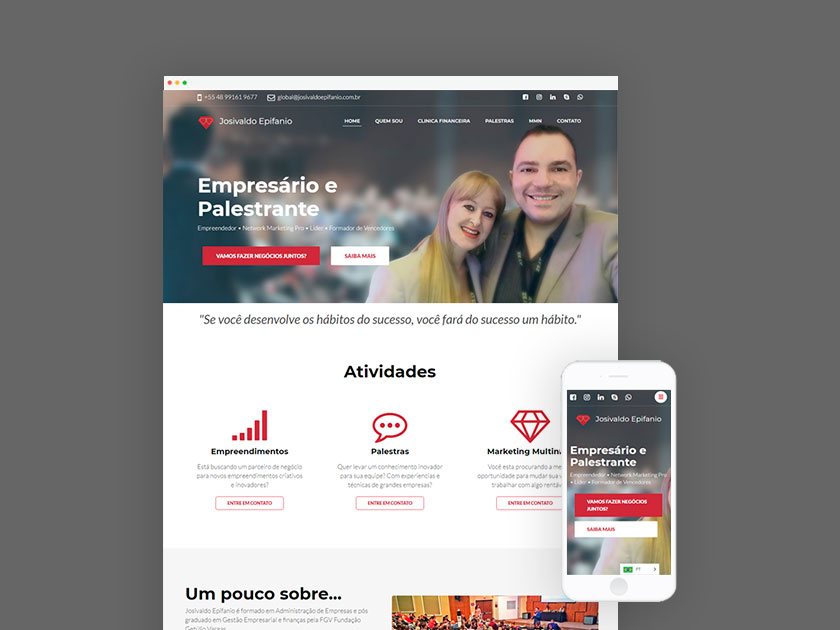 +55 48 99161 9677 global@josivaldoepifanio.com.br
Josivaldo Epifanio HOME QUEM SOU CLINICA FINANCEIRA PALESTRAS MMN CONTATO
Empresário e
Palestrante
Empreendedor • Network Marketing Pro • Líder • Formador de Vencedores
VAMOS FAZER NEGÓCIOS JUNTOS? SAIBA MAIS
"Se você desenvolve os hábitos do sucesso, você fará do sucesso um hábito."
Atividades
Empreendimentos Palestras Marketing Multin
Está buscando um parceiro de negócio Quer levar um conhecimento inovador Você esta procurando a me
para novos empreendimentos criativos para sua equipe? Com experiencias e oportunidade para mudar sua
e inovadores? técnicas de grandes empresas? trabalhar com algo rentáv
ENTRE EM CONTATO ENTRE EM CONTATO ENTRE EM CONTATO
Um pouco sobre...
Josivaldo Epifanio é formado em Administração de Empresas e pós
graduado em Gestão Empresarial e finanças pela FGV Fundação
Getúlio Vargas
Josivaldo Epifanio
Empresário e
Palestrante
Empreendedor • Network Marketing Pro
• Líder • Formador de Vencedores
VAMOS FAZER NEGÓCIOS
JUNTOS?
SAIBA MAIS
PT